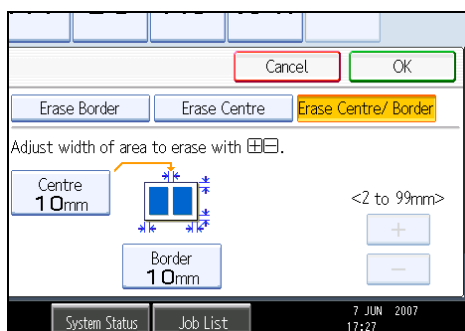 Cancel OK
Erase Border Erase Centre Erase Centre/ Border
Adjust width of area to erase with ⊞⊟.
Centre
10mm
<2 to 99mm>
+
Border
10mm
−
System Status Job List
7 JUN 2007
17:27